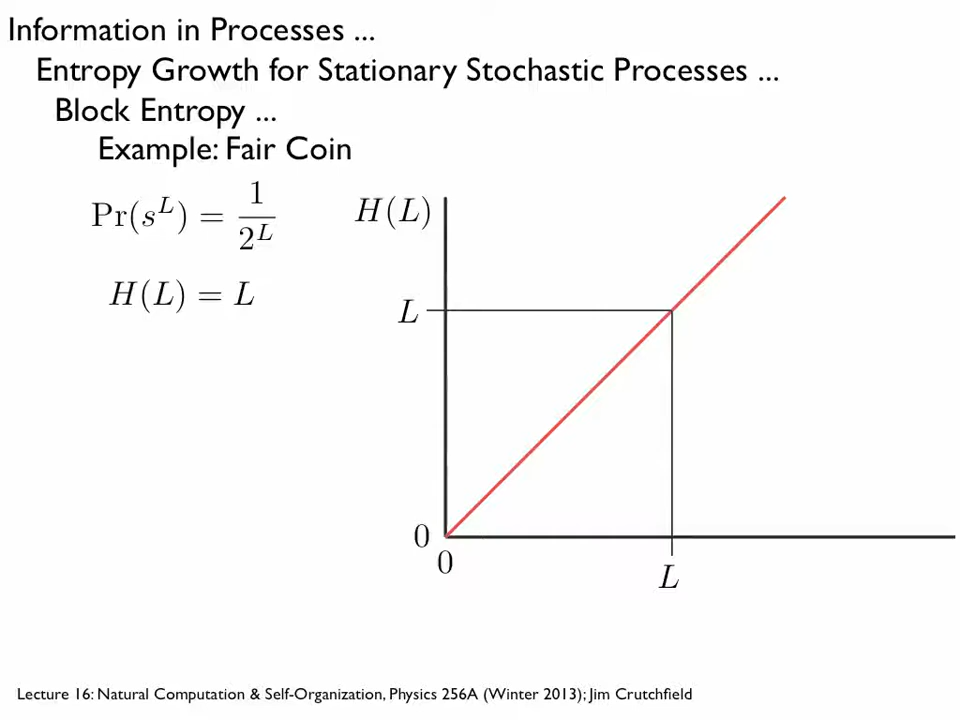 Information in Processes ...
Entropy Growth for Stationary Stochastic Processes ...
Block Entropy ...
Example: Fair Coin
Pr(s^L) = 1/2^L
H(L) = L
H(L)
L
0
0
L
Lecture 16: Natural Computation & Self-Organization, Physics 256A (Winter 2013); Jim Crutchfield